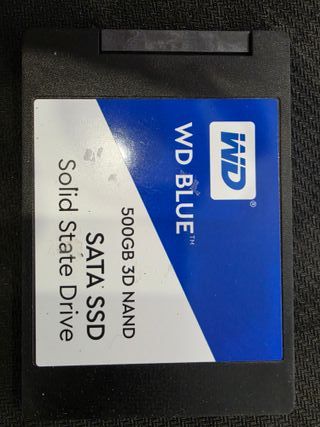 WD®
WD BLUE™
500GB 3D NAND
SATA SSD
Solid State Drive